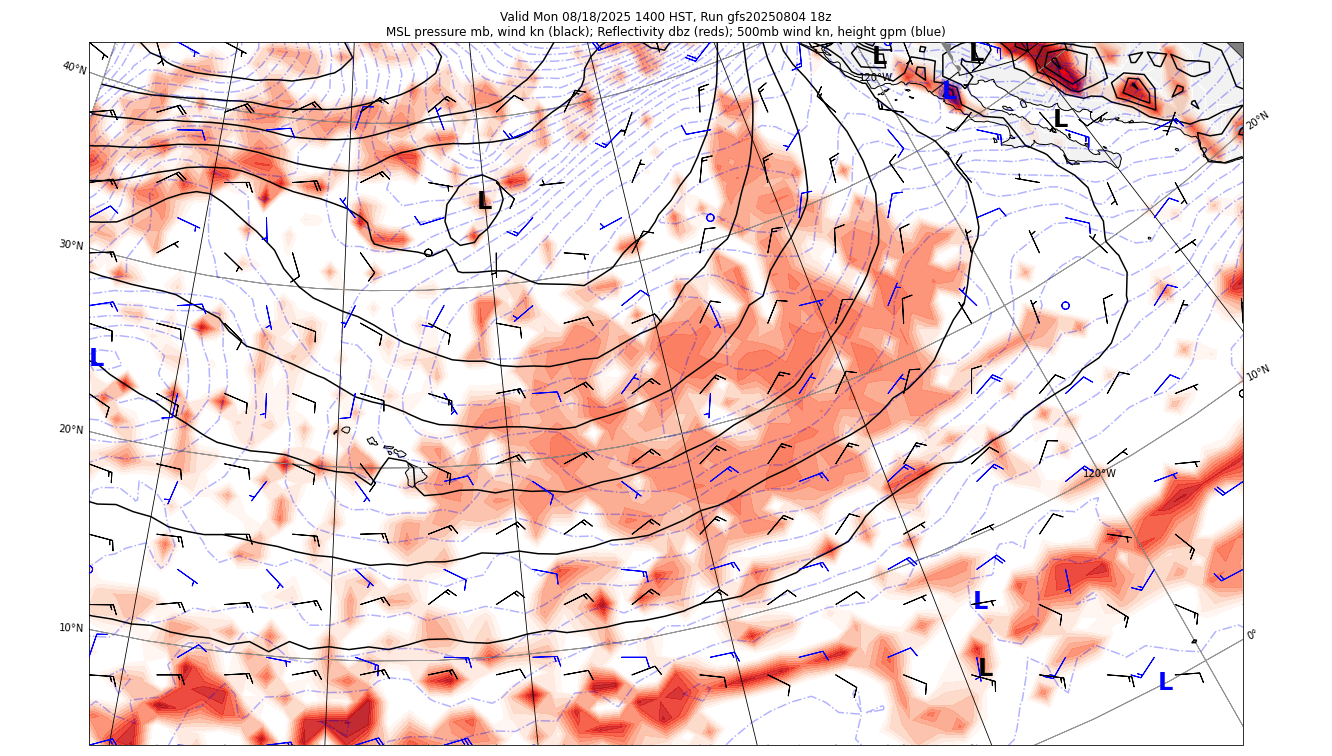 Valid Mon 08/18/2025 1400 HST, Run gfs20250804 18z
MSL pressure mb, wind kn (black); Reflectivity dbz (reds); 500mb wind kn, height gpm (blue)
L
L
40°N
120°W
L
L
20°N
L
30°N
L
10°N
20°N
120°W
L
10°N
0°
L
L